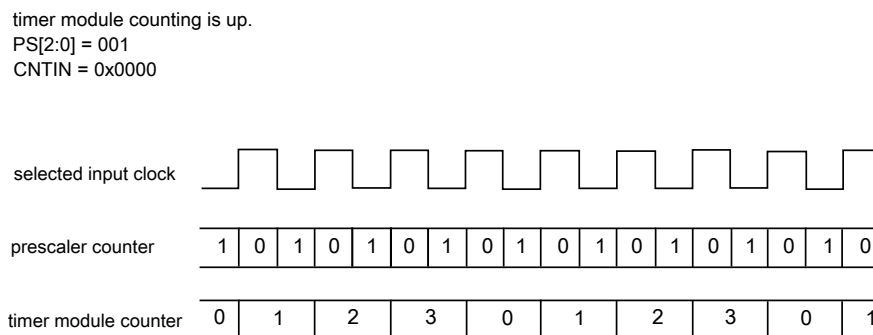 timer module counting is up.
PS[2:0] = 001
CNTIN = 0x0000
selected input clock
prescaler counter 1 0 1 0 1 0 1 0 1 0 1 0 1 0 1 0 1 0
timer module counter 0 1 2 3 0 1 2 3 0 1